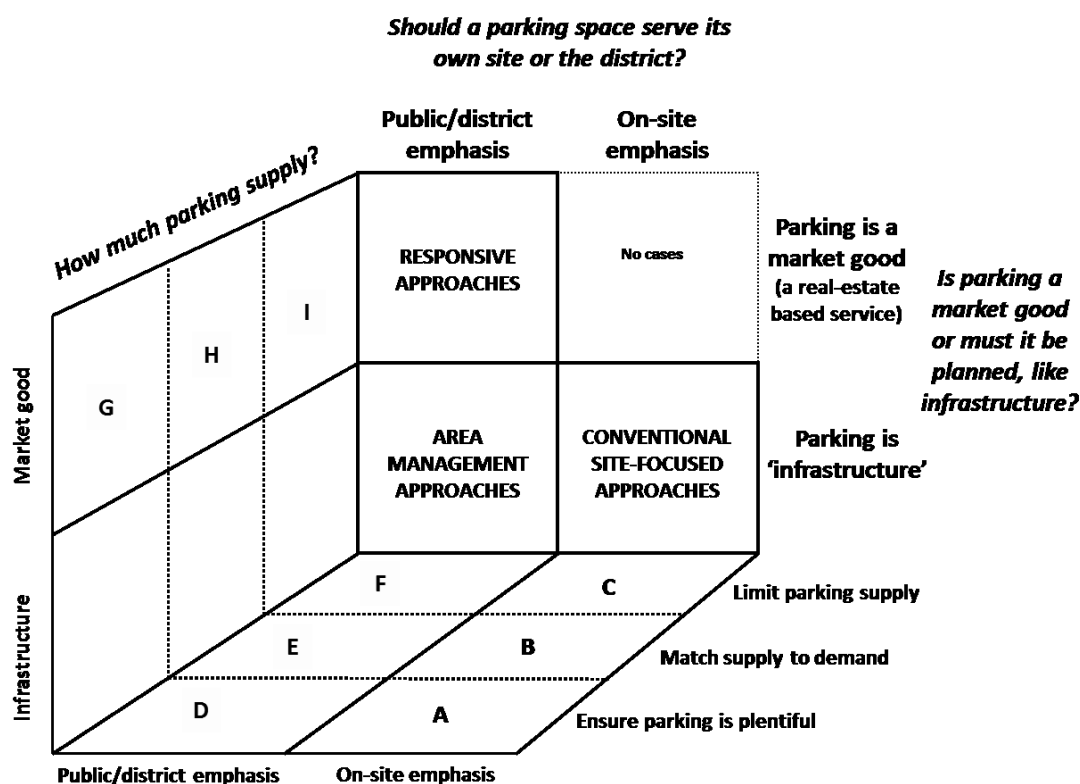 Should a parking space serve its
own site or the district?
Public/district
emphasis
On-site
emphasis
How much parking supply?
RESPONSIVE
APPROACHES
No cases
Parking is a
market good
(a real-estate
based service)
Is parking a
market good
or must it be
planned, like
infrastructure?
I
H
G
Market good
AREA
MANAGEMENT
APPROACHES
CONVENTIONAL
SITE-FOCUSED
APPROACHES
Parking is
‘infrastructure’
Infrastructure
F
C
Limit parking supply
E
B
Match supply to demand
D
A
Ensure parking is plentiful
Public/district emphasis
On-site emphasis